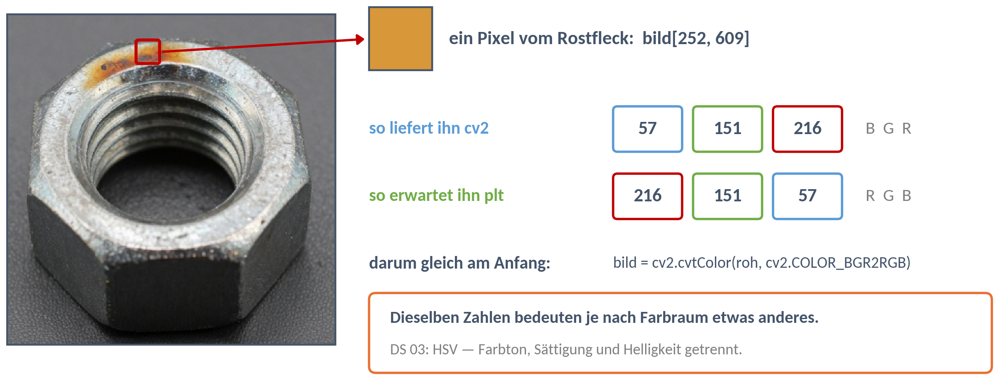 ein Pixel vom Rostfleck: bild[252, 609]
so liefert ihn cv2 57 151 216 B G R
so erwartet ihn plt 216 151 57 R G B
darum gleich am Anfang: bild = cv2.cvtColor(roh, cv2.COLOR_BGR2RGB)
Dieselben Zahlen bedeuten je nach Farbraum etwas anderes.
DS 03: HSV — Farbton, Sättigung und Helligkeit getrennt.